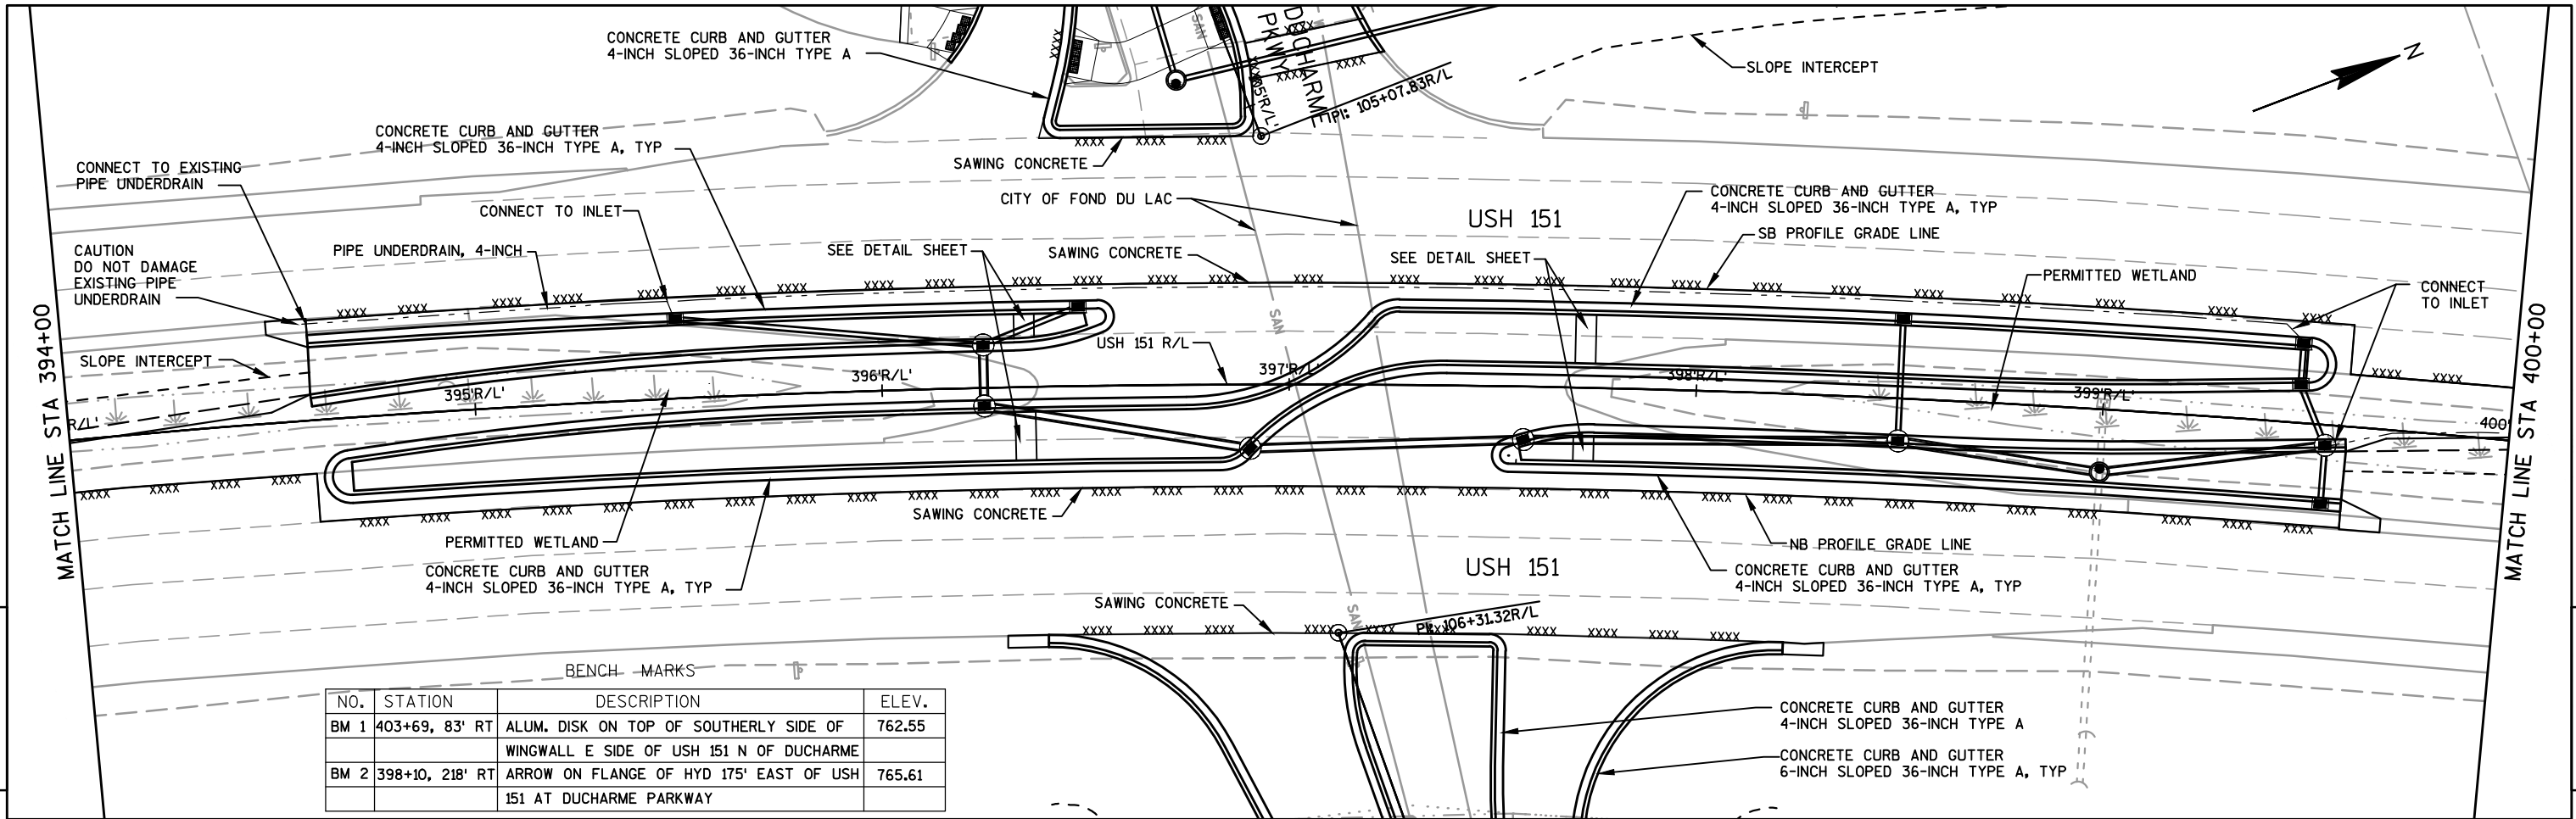 CONCRETE CURB AND GUTTER
4-INCH SLOPED 36-INCH TYPE A
SAN
DUCHARME
PKWY
N
SLOPE INTERCEPT
PI: 105+07.83R/L
CONCRETE CURB AND GUTTER
4-INCH SLOPED 36-INCH TYPE A, TYP
XXXX XXXX XXXX
SAWING CONCRETE
CONNECT TO EXISTING
PIPE UNDERDRAIN
CITY OF FOND DU LAC
CONCRETE CURB AND GUTTER
4-INCH SLOPED 36-INCH TYPE A, TYP
CONNECT TO INLET
USH 151
SB PROFILE GRADE LINE
CAUTION
DO NOT DAMAGE
EXISTING PIPE
UNDERDRAIN
PIPE UNDERDRAIN, 4-INCH
SEE DETAIL SHEET
SAWING CONCRETE
SEE DETAIL SHEET
PERMITTED WETLAND
CONNECT
TO INLET
MATCH LINE STA 394+00
SLOPE INTERCEPT
USH 151 R/L
SAN
395'R/L'
396'R/L'
397'R/L'
398'R/L'
399'R/L'
400'
R/L'
MATCH LINE STA 400+00
SAWING CONCRETE
PERMITTED WETLAND
NB PROFILE GRADE LINE
CONCRETE CURB AND GUTTER
4-INCH SLOPED 36-INCH TYPE A, TYP
USH 151
CONCRETE CURB AND GUTTER
4-INCH SLOPED 36-INCH TYPE A, TYP
SAWING CONCRETE
SAN
PI: 106+31.32R/L
BENCH MARKS
NO. STATION DESCRIPTION ELEV.
BM 1 403+69, 83' RT ALUM. DISK ON TOP OF SOUTHERLY SIDE OF 762.55
WINGWALL E SIDE OF USH 151 N OF DUCHARME
BM 2 398+10, 218' RT ARROW ON FLANGE OF HYD 175' EAST OF USH 765.61
151 AT DUCHARME PARKWAY
CONCRETE CURB AND GUTTER
4-INCH SLOPED 36-INCH TYPE A
CONCRETE CURB AND GUTTER
6-INCH SLOPED 36-INCH TYPE A, TYP